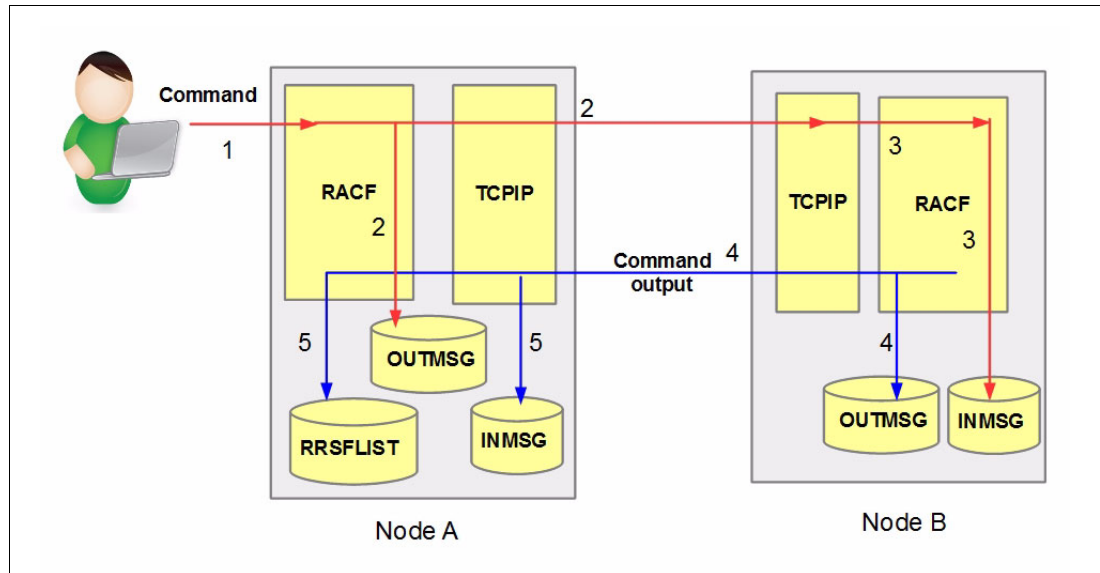 Command
1
2
RACF
TCPIP
2
3
TCPIP
RACF
3
Command
output
4
5
5
4
OUTMSG
RRSFLIST
INMSG
OUTMSG
INMSG
Node A
Node B